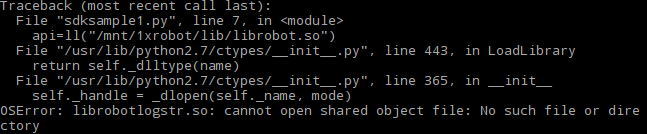 Traceback (most recent call last):
  File "sdksample1.py", line 7, in <module>
    api=ll("/mnt/1xrobot/lib/librobot.so")
  File "/usr/lib/python2.7/ctypes/__init__.py", line 443, in LoadLibrary
    return self._dlltype(name)
  File "/usr/lib/python2.7/ctypes/__init__.py", line 365, in __init__
    self._handle = _dlopen(self._name, mode)
OSError: librobotlogstr.so: cannot open shared object file: No such file or dire
ctory